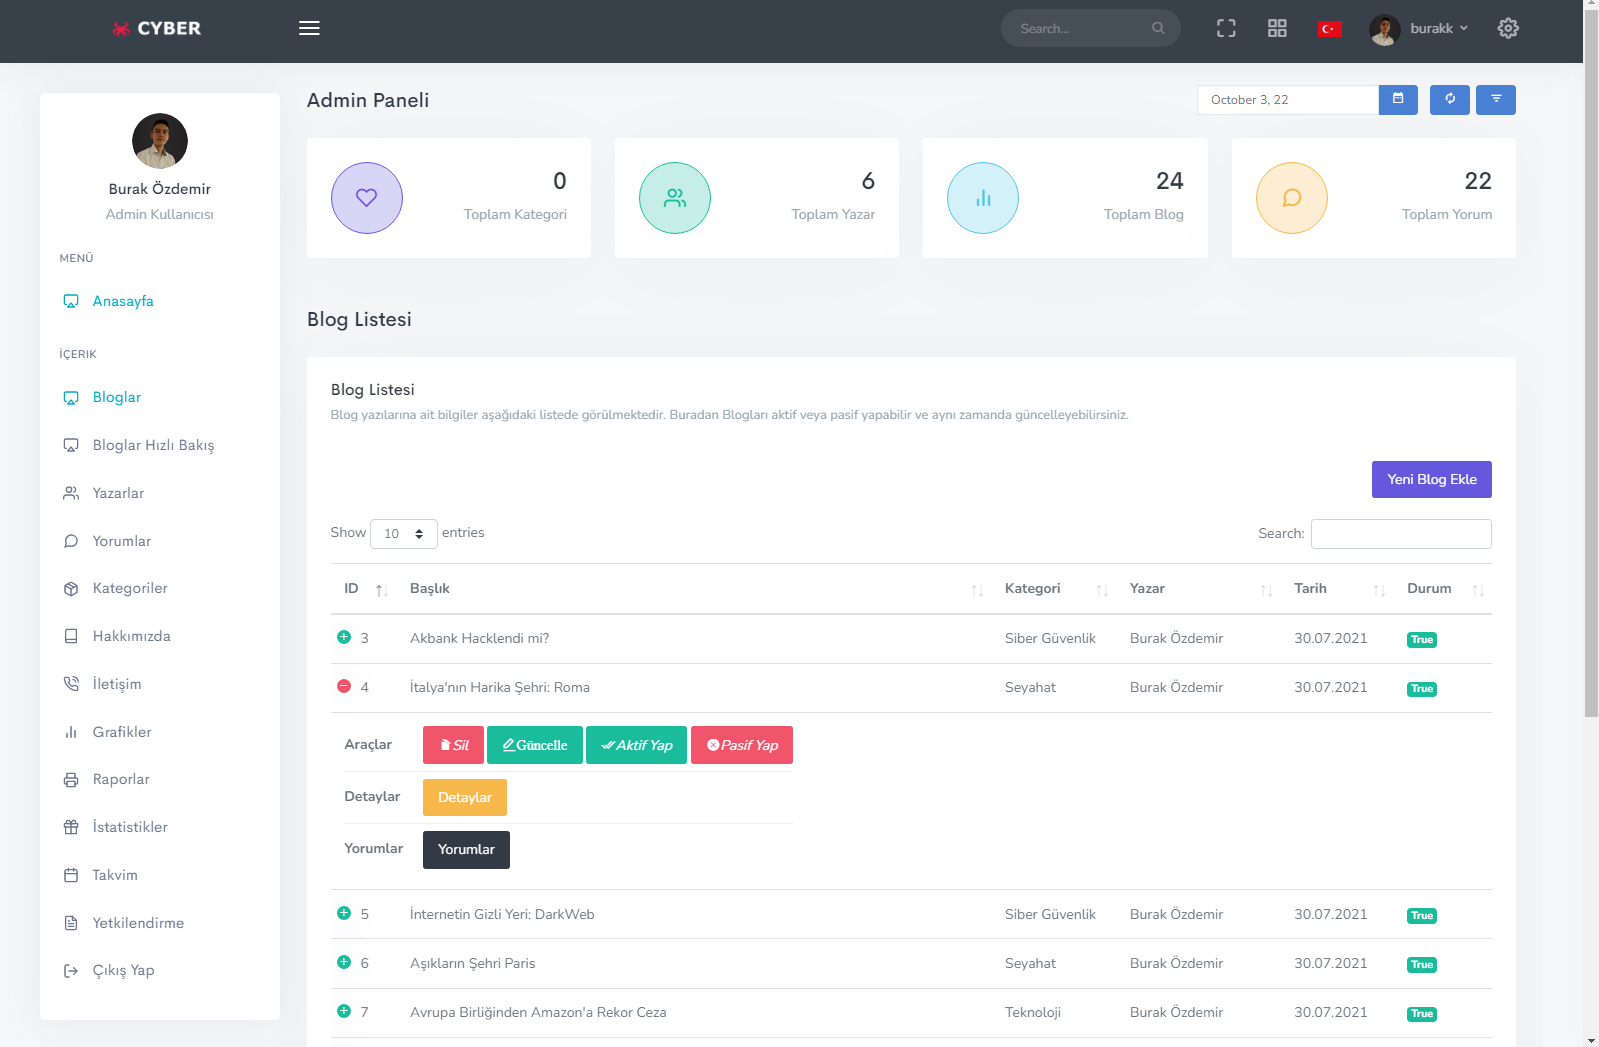 CYBER
Search...
burakk
Burak Özdemir
Admin Kullanıcısı
MENÜ
Anasayfa
İÇERIK
Bloglar
Bloglar Hızlı Bakış
Yazarlar
Yorumlar
Kategoriler
Hakkımızda
İletişim
Grafikler
Raporlar
İstatistikler
Takvim
Yetkilendirme
Çıkış Yap
Admin Paneli
October 3, 22
0
Toplam Kategori
6
Toplam Yazar
24
Toplam Blog
22
Toplam Yorum
Blog Listesi
Blog Listesi
Blog yazılarına ait bilgiler aşağıdaki listede görülmektedir. Buradan Blogları aktif veya pasif yapabilir ve aynı zamanda güncelleyebilirsiniz.
Yeni Blog Ekle
Show 10 entries
Search:
ID Başlık Kategori Yazar Tarih Durum
3 Akbank Hacklendi mi? Siber Güvenlik Burak Özdemir 30.07.2021 True
4 İtalya'nın Harika Şehri: Roma Seyahat Burak Özdemir 30.07.2021 True
Araçlar Sil Güncelle Aktif Yap Pasif Yap
Detaylar Detaylar
Yorumlar Yorumlar
5 İnternetin Gizli Yeri: DarkWeb Siber Güvenlik Burak Özdemir 30.07.2021 True
6 Aşıkların Şehri Paris Seyahat Burak Özdemir 30.07.2021 True
7 Avrupa Birliğinden Amazon'a Rekor Ceza Teknoloji Burak Özdemir 30.07.2021 True